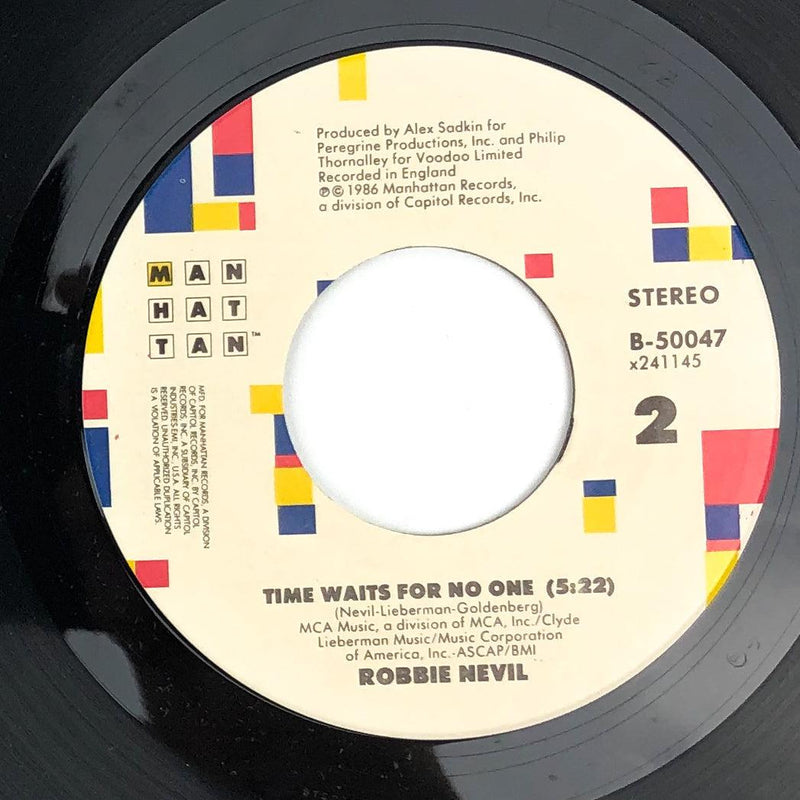 Produced by Alex Sadkin for
Peregrine Productions, Inc. and Philip
Thornalley for Voodoo Limited
Recorded in England
℗© 1986 Manhattan Records,
a division of Capitol Records, Inc.
MAN
HAT
TAN™
STEREO
B-50047
x241145
2
MFD. FOR MANHATTAN RECORDS, A DIVISION
OF CAPITOL RECORDS, INC. BY CAPITOL
RECORDS, INC. A SUBSIDIARY OF CAPITOL
INDUSTRIES-EMI, INC. U.S.A. ALL RIGHTS
RESERVED. UNAUTHORIZED DUPLICATION
IS A VIOLATION OF APPLICABLE LAWS.
TIME WAITS FOR NO ONE (5:22)
(Nevil-Lieberman-Goldenberg)
MCA Music, a division of MCA, Inc./Clyde
Lieberman Music/Music Corporation
of America, Inc.-ASCAP/BMI
ROBBIE NEVIL